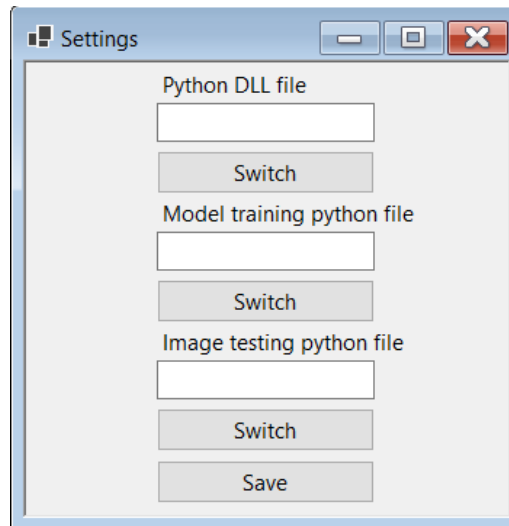 Settings
Python DLL file
Switch
Model training python file
Switch
Image testing python file
Switch
Save